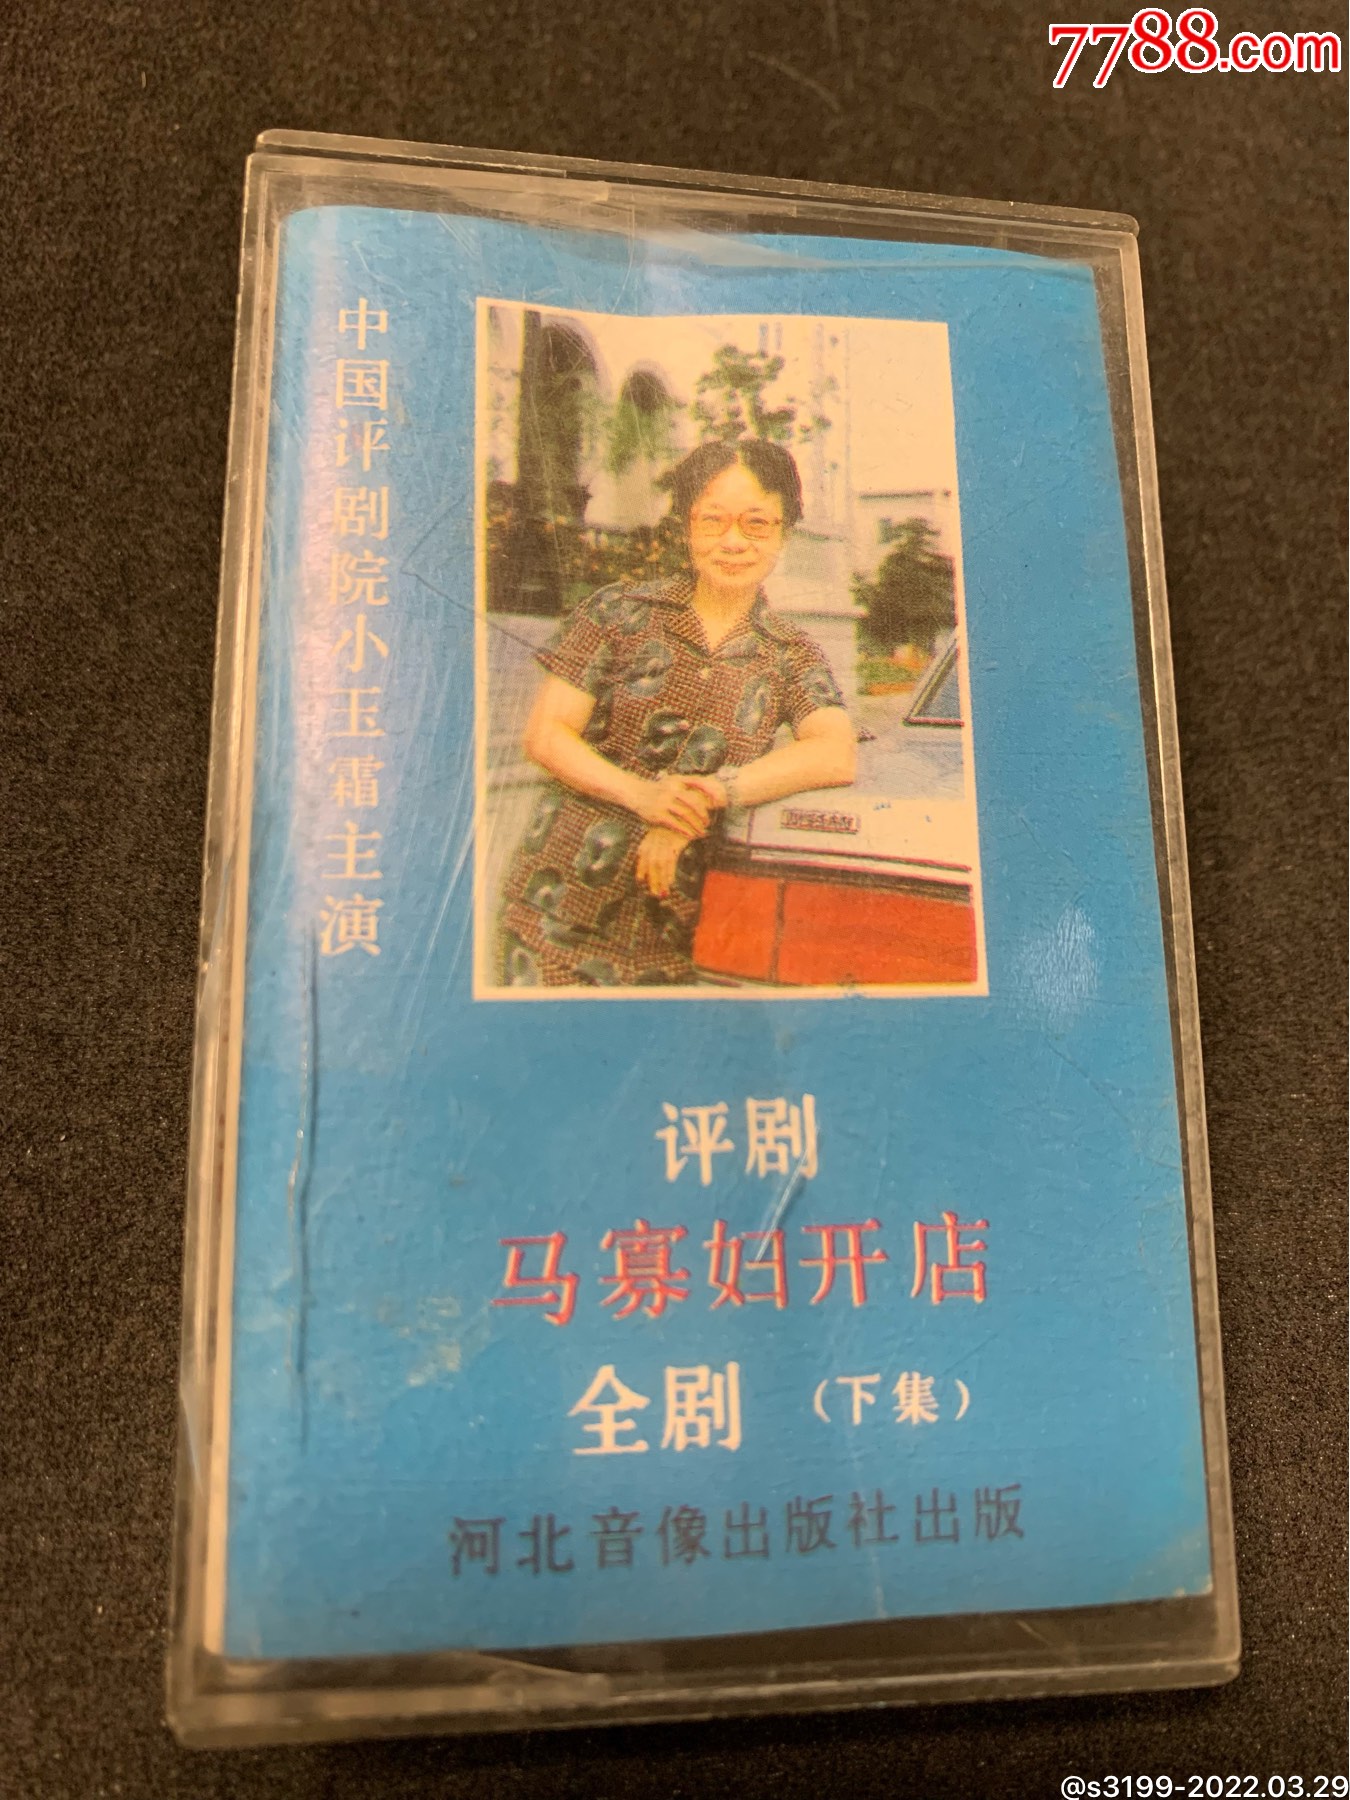 7788.com
中国评剧院小玉霜主演
评剧
马寡妇开店
全剧（下集）
河北音像出版社出版
@s3199-2022.03.29